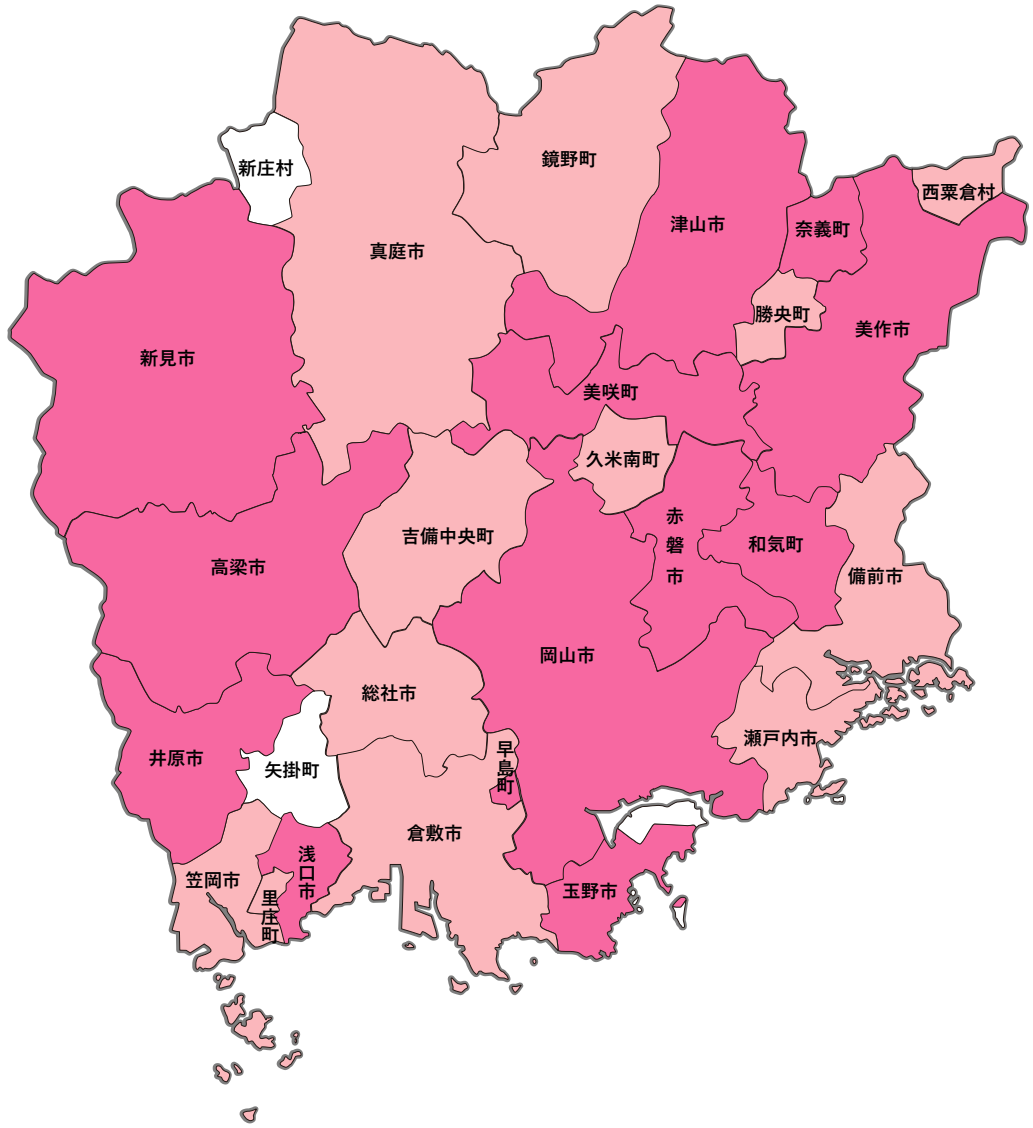 鏡野町
新庄村
西粟倉村
津山市
奈義町
真庭市
勝央町
美作市
新見市
美咲町
久米南町
赤磐市
吉備中央町
和気町
高梁市
備前市
岡山市
総社市
瀬戸内市
井原市
早島町
矢掛町
倉敷市
浅口市
笠岡市
玉野市
里庄町